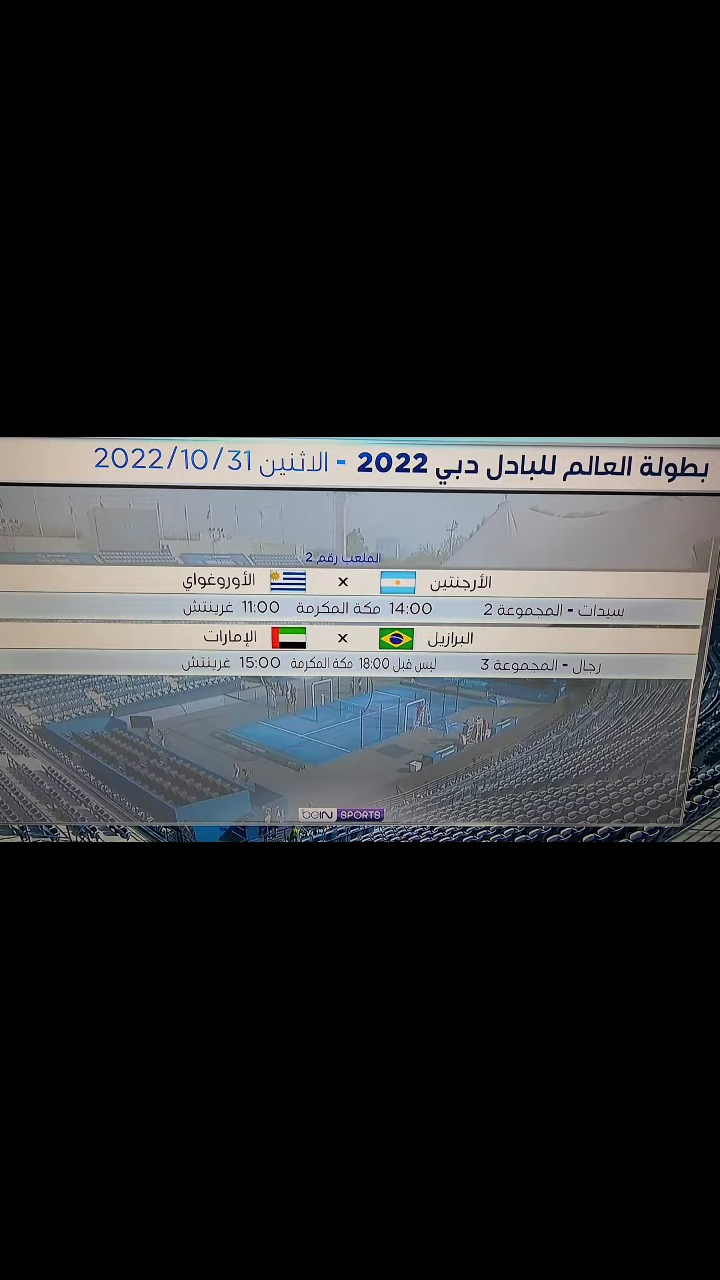 بطولة العالم للبادل دبي 2022 - الاثنين 2022/10/31
الملعب رقم 2
الأرجنتين x الأوروغواي
سيدات - المجموعة 2 14:00 مكة المكرمة 11:00 غرينتش
البرازيل x الإمارات
رجال - المجموعة 3 ليس قبل 18:00 مكة المكرمة 15:00 غرينتش
beIN SPORTS